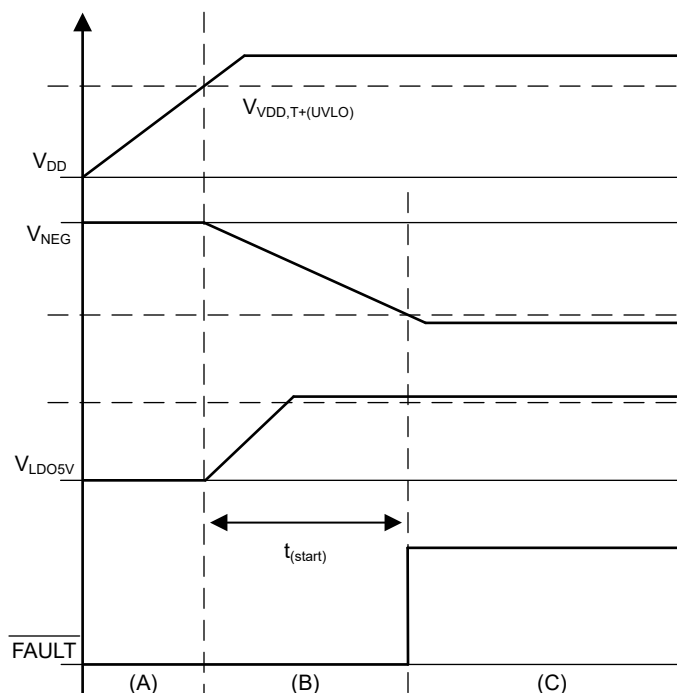 V_VDD,T+(UVLO)
V_DD
V_NEG
V_LDO5V
t_(start)
FAULT
(A) (B) (C)